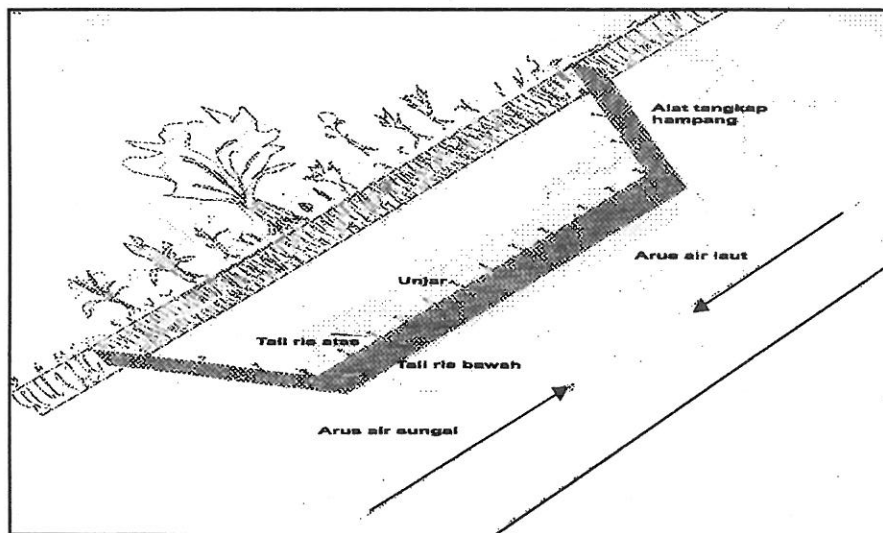 Alat tangkap
hampang
Arus air laut
Unjar
Tali ris atas
Tali ris bawah
Arus air sungai